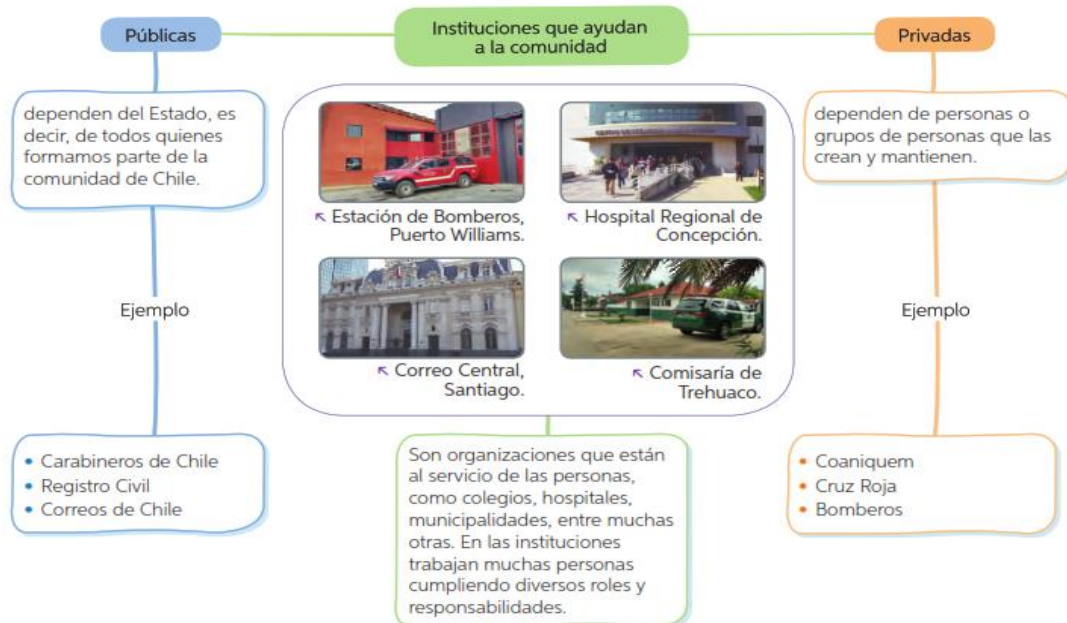 Públicas
Instituciones que ayudan
a la comunidad
Privadas
dependen del Estado, es
decir, de todos quienes
formamos parte de la
comunidad de Chile.
dependen de personas o
grupos de personas que las
crean y mantienen.
Estación de Bomberos,
Puerto Williams.
Hospital Regional de
Concepción.
Correo Central,
Santiago.
Comisaría de
Trehuaco.
Ejemplo
Ejemplo
• Carabineros de Chile
• Registro Civil
• Correos de Chile
Son organizaciones que están
al servicio de las personas,
como colegios, hospitales,
municipalidades, entre muchas
otras. En las instituciones
trabajan muchas personas
cumpliendo diversos roles y
responsabilidades.
• Coaniquem
• Cruz Roja
• Bomberos